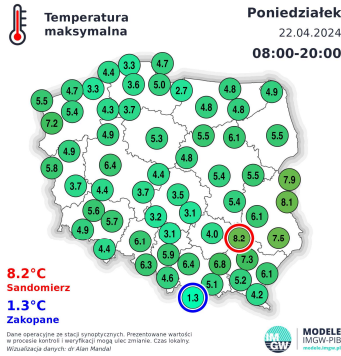 Temperatura
maksymalna
Poniedziałek
22.04.2024
08:00-20:00
4.4 3.3 4.7
4.7 3.3 3.6 5.0 2.7 4.8 4.9
5.5 5.4 4.3 3.7 4.8 4.8
7.2 4.9 5.3 5.5 6.1 5.5
4.9 4.8
5.8 6.4 4.4 5.4 5.5 7.9
3.7 4.4 3.7 3.5 5.4 8.1
5.6 5.7 3.2 3.1 6.1
4.9 4.4 6.1 3.1 4.0 8.2 7.5
6.3 5.9 6.4 6.8 7.3
4.6 5.1 5.2 6.1
1.3 4.2
8.2°C
Sandomierz
1.3°C
Zakopane
Dane operacyjne ze stacji synoptycznych. Prezentowane wartości
w procesie kontroli i weryfikacji mogą ulec zmianie. Czas lokalny.
Wizualizacja danych: dr Alan Mandal
IM
GW
MODELE
IMGW-PIB
modele.imgw.pl